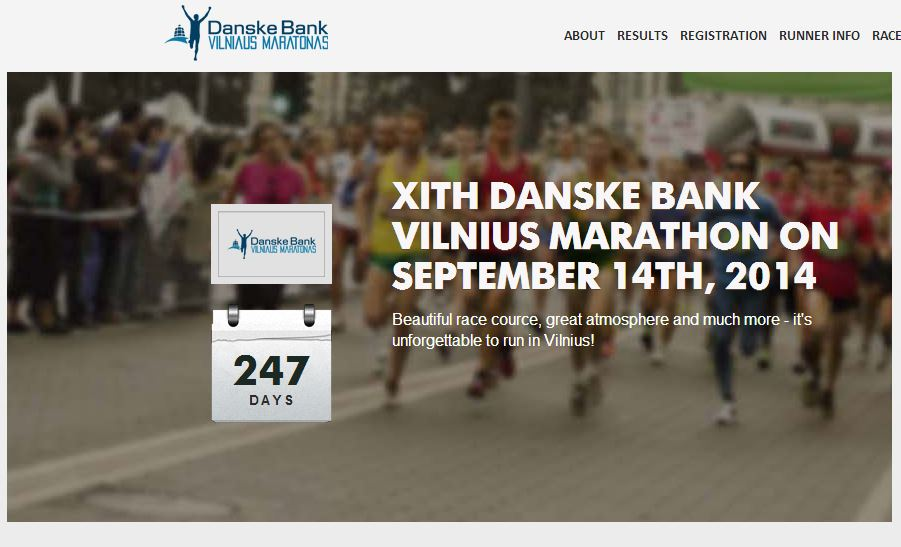 Danske Bank
VILNIAUS MARATONAS
ABOUT RESULTS REGISTRATION RUNNER INFO RACE
XITH DANSKE BANK
VILNIUS MARATHON ON
SEPTEMBER 14TH, 2014
Beautiful race cource, great atmosphere and much more - it's
unforgettable to run in Vilnius!
Danske Bank
VILNIAUS MARATONAS
247
DAYS